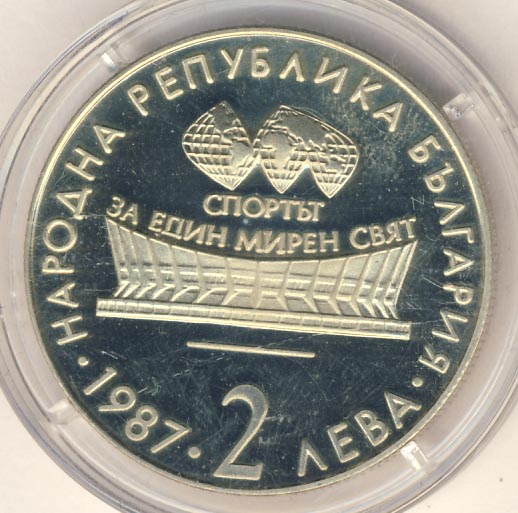 НАРОДНА РЕПУБЛИКА БЪЛГАРИЯ
СПОРТЪТ
ЗА ЕДИН МИРЕН СВЯТ
· 1987 · 2 ЛЕВА ·